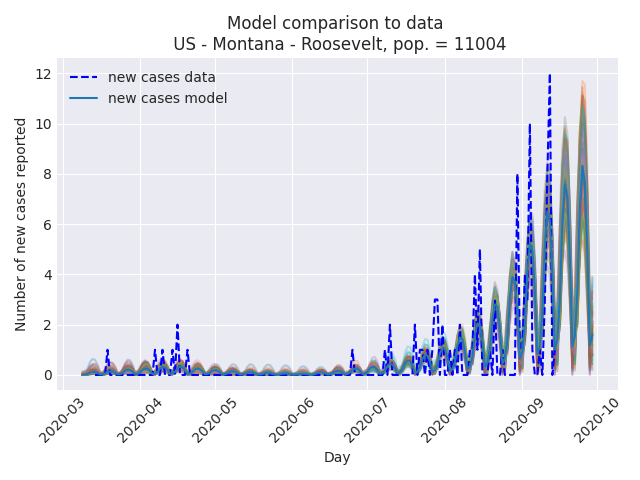 Model comparison to data
US - Montana - Roosevelt, pop. = 11004
new cases data
new cases model
Number of new cases reported
12
10
8
6
4
2
0
2020-03
2020-04
2020-05
2020-06
2020-07
2020-08
2020-09
2020-10
Day